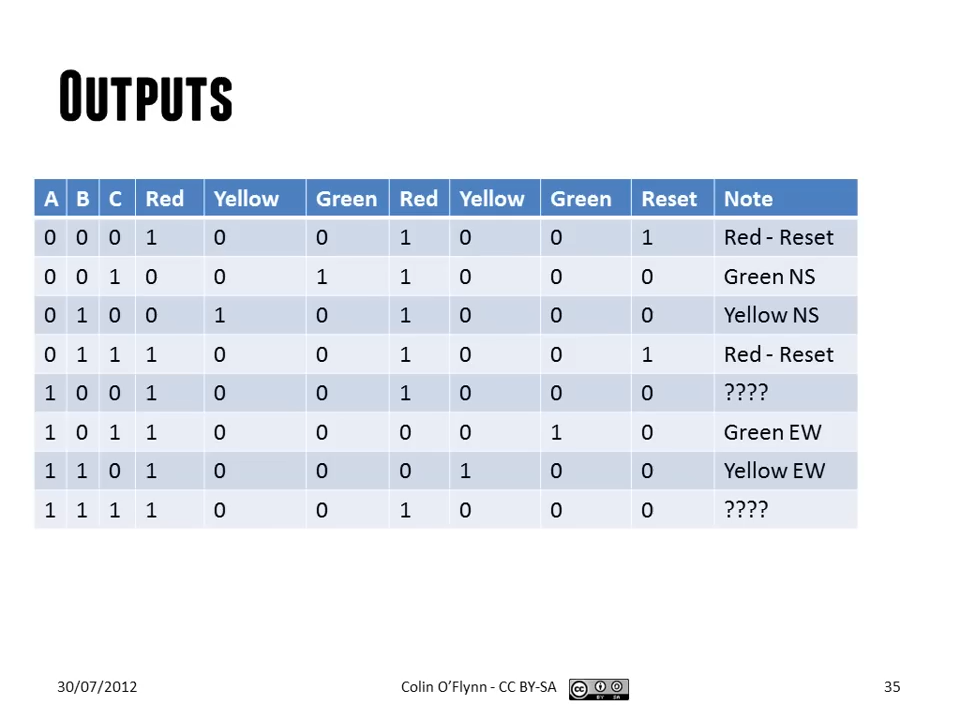 Outputs
A B C Red Yellow Green Red Yellow Green Reset Note
0 0 0 1 0 0 1 0 0 1 Red - Reset
0 0 1 0 0 1 1 0 0 0 Green NS
0 1 0 0 1 0 1 0 0 0 Yellow NS
0 1 1 1 0 0 1 0 0 1 Red - Reset
1 0 0 1 0 0 1 0 0 0 ????
1 0 1 1 0 0 0 0 1 0 Green EW
1 1 0 1 0 0 0 1 0 0 Yellow EW
1 1 1 1 0 0 1 0 0 0 ????
30/07/2012 Colin O'Flynn - CC BY-SA cc BY SA 35